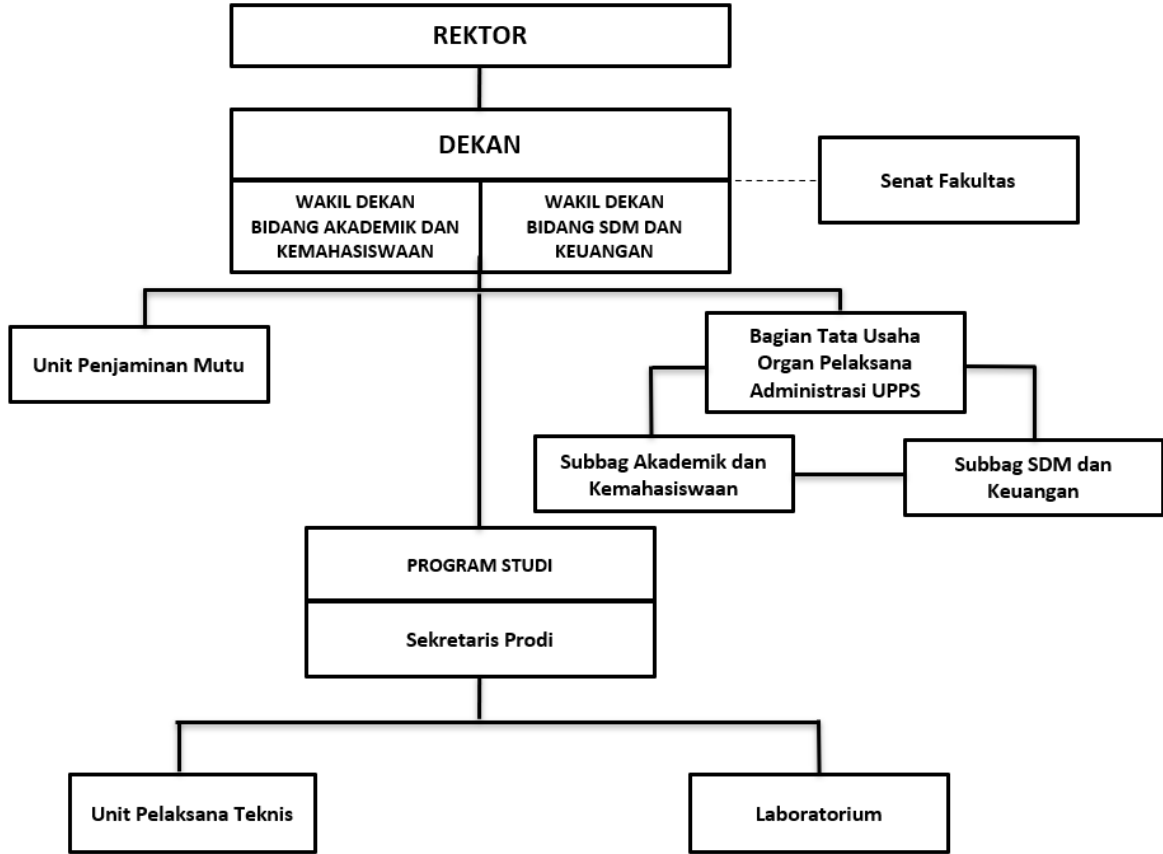 REKTOR
DEKAN
WAKIL DEKAN
BIDANG AKADEMIK DAN
KEMAHASISWAAN
WAKIL DEKAN
BIDANG SDM DAN
KEUANGAN
Senat Fakultas
Unit Penjaminan Mutu
Bagian Tata Usaha
Organ Pelaksana
Administrasi UPPS
Subbag Akademik dan
Kemahasiswaan
Subbag SDM dan
Keuangan
PROGRAM STUDI
Sekretaris Prodi
Unit Pelaksana Teknis
Laboratorium